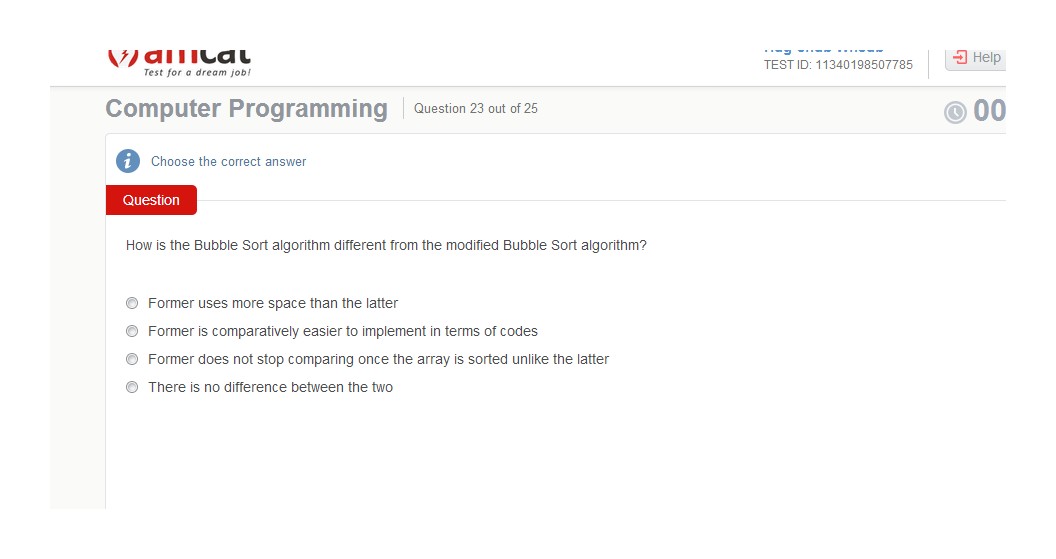 amcat
Test for a dream job!
TEST ID: 11340198507785
Help
Computer Programming
Question 23 out of 25
00
i
Choose the correct answer
Question
How is the Bubble Sort algorithm different from the modified Bubble Sort algorithm?
Former uses more space than the latter
Former is comparatively easier to implement in terms of codes
Former does not stop comparing once the array is sorted unlike the latter
There is no difference between the two